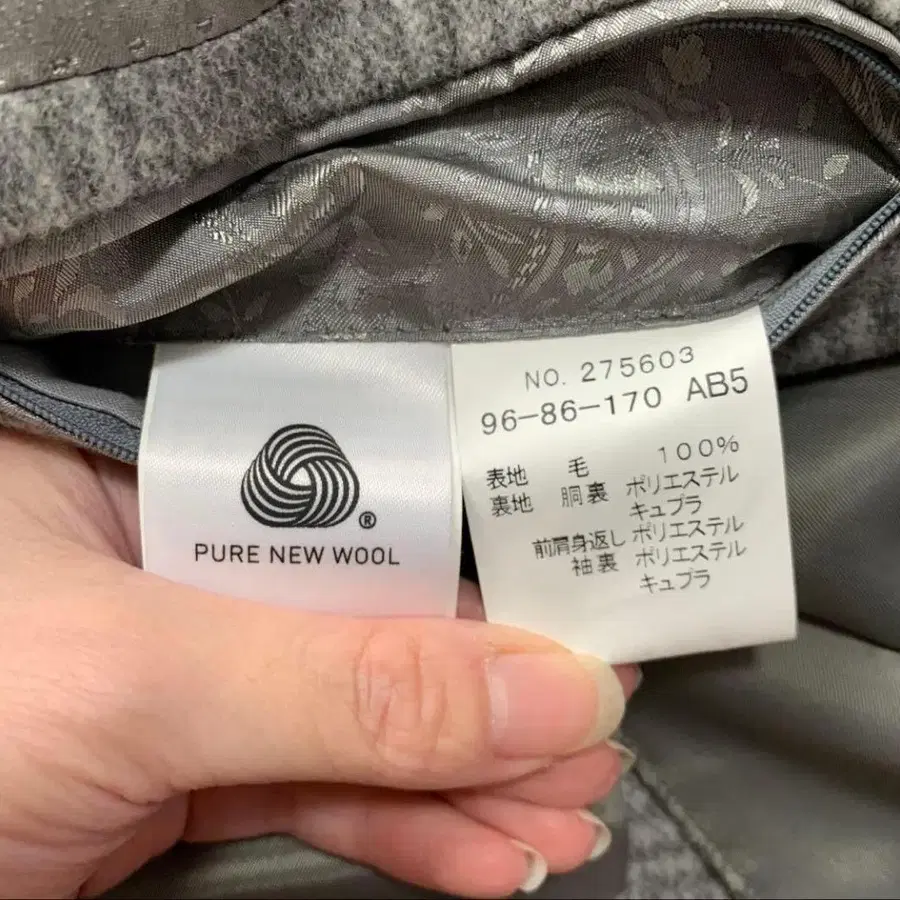 ®
PURE NEW WOOL
NO. 275603
96-86-170 AB5
表地 毛 100%
裏地 胴裏 ポリエステル
キュプラ
前肩身返し ポリエステル
袖裏 ポリエステル
キュプラ